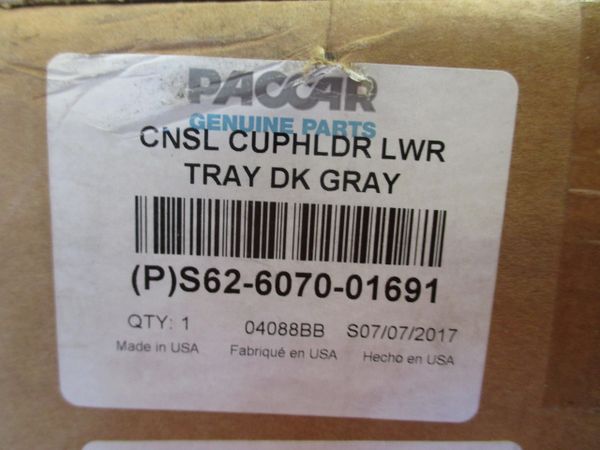 PACCAR
GENUINE PARTS
CNSL CUPHLDR LWR
TRAY DK GRAY
(P)S62-6070-01691
QTY: 1 04088BB S07/07/2017
Made in USA Fabriqué en USA Hecho en USA